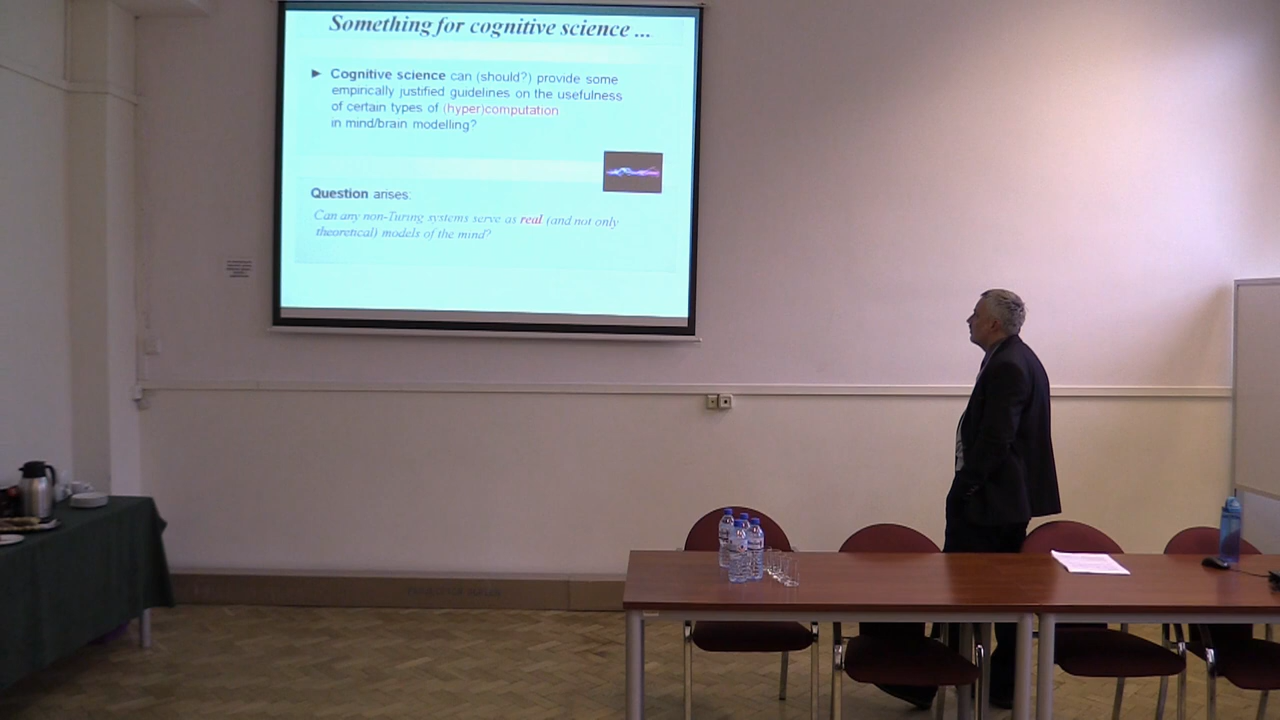 Something for cognitive science ...
► Cognitive science can (should?) provide some
empirically justified guidelines on the usefulness
of certain types of (hyper)computation
in mind/brain modelling?
Question arises:
Can any non-Turing systems serve as real (and not only
theoretical) models of the mind?